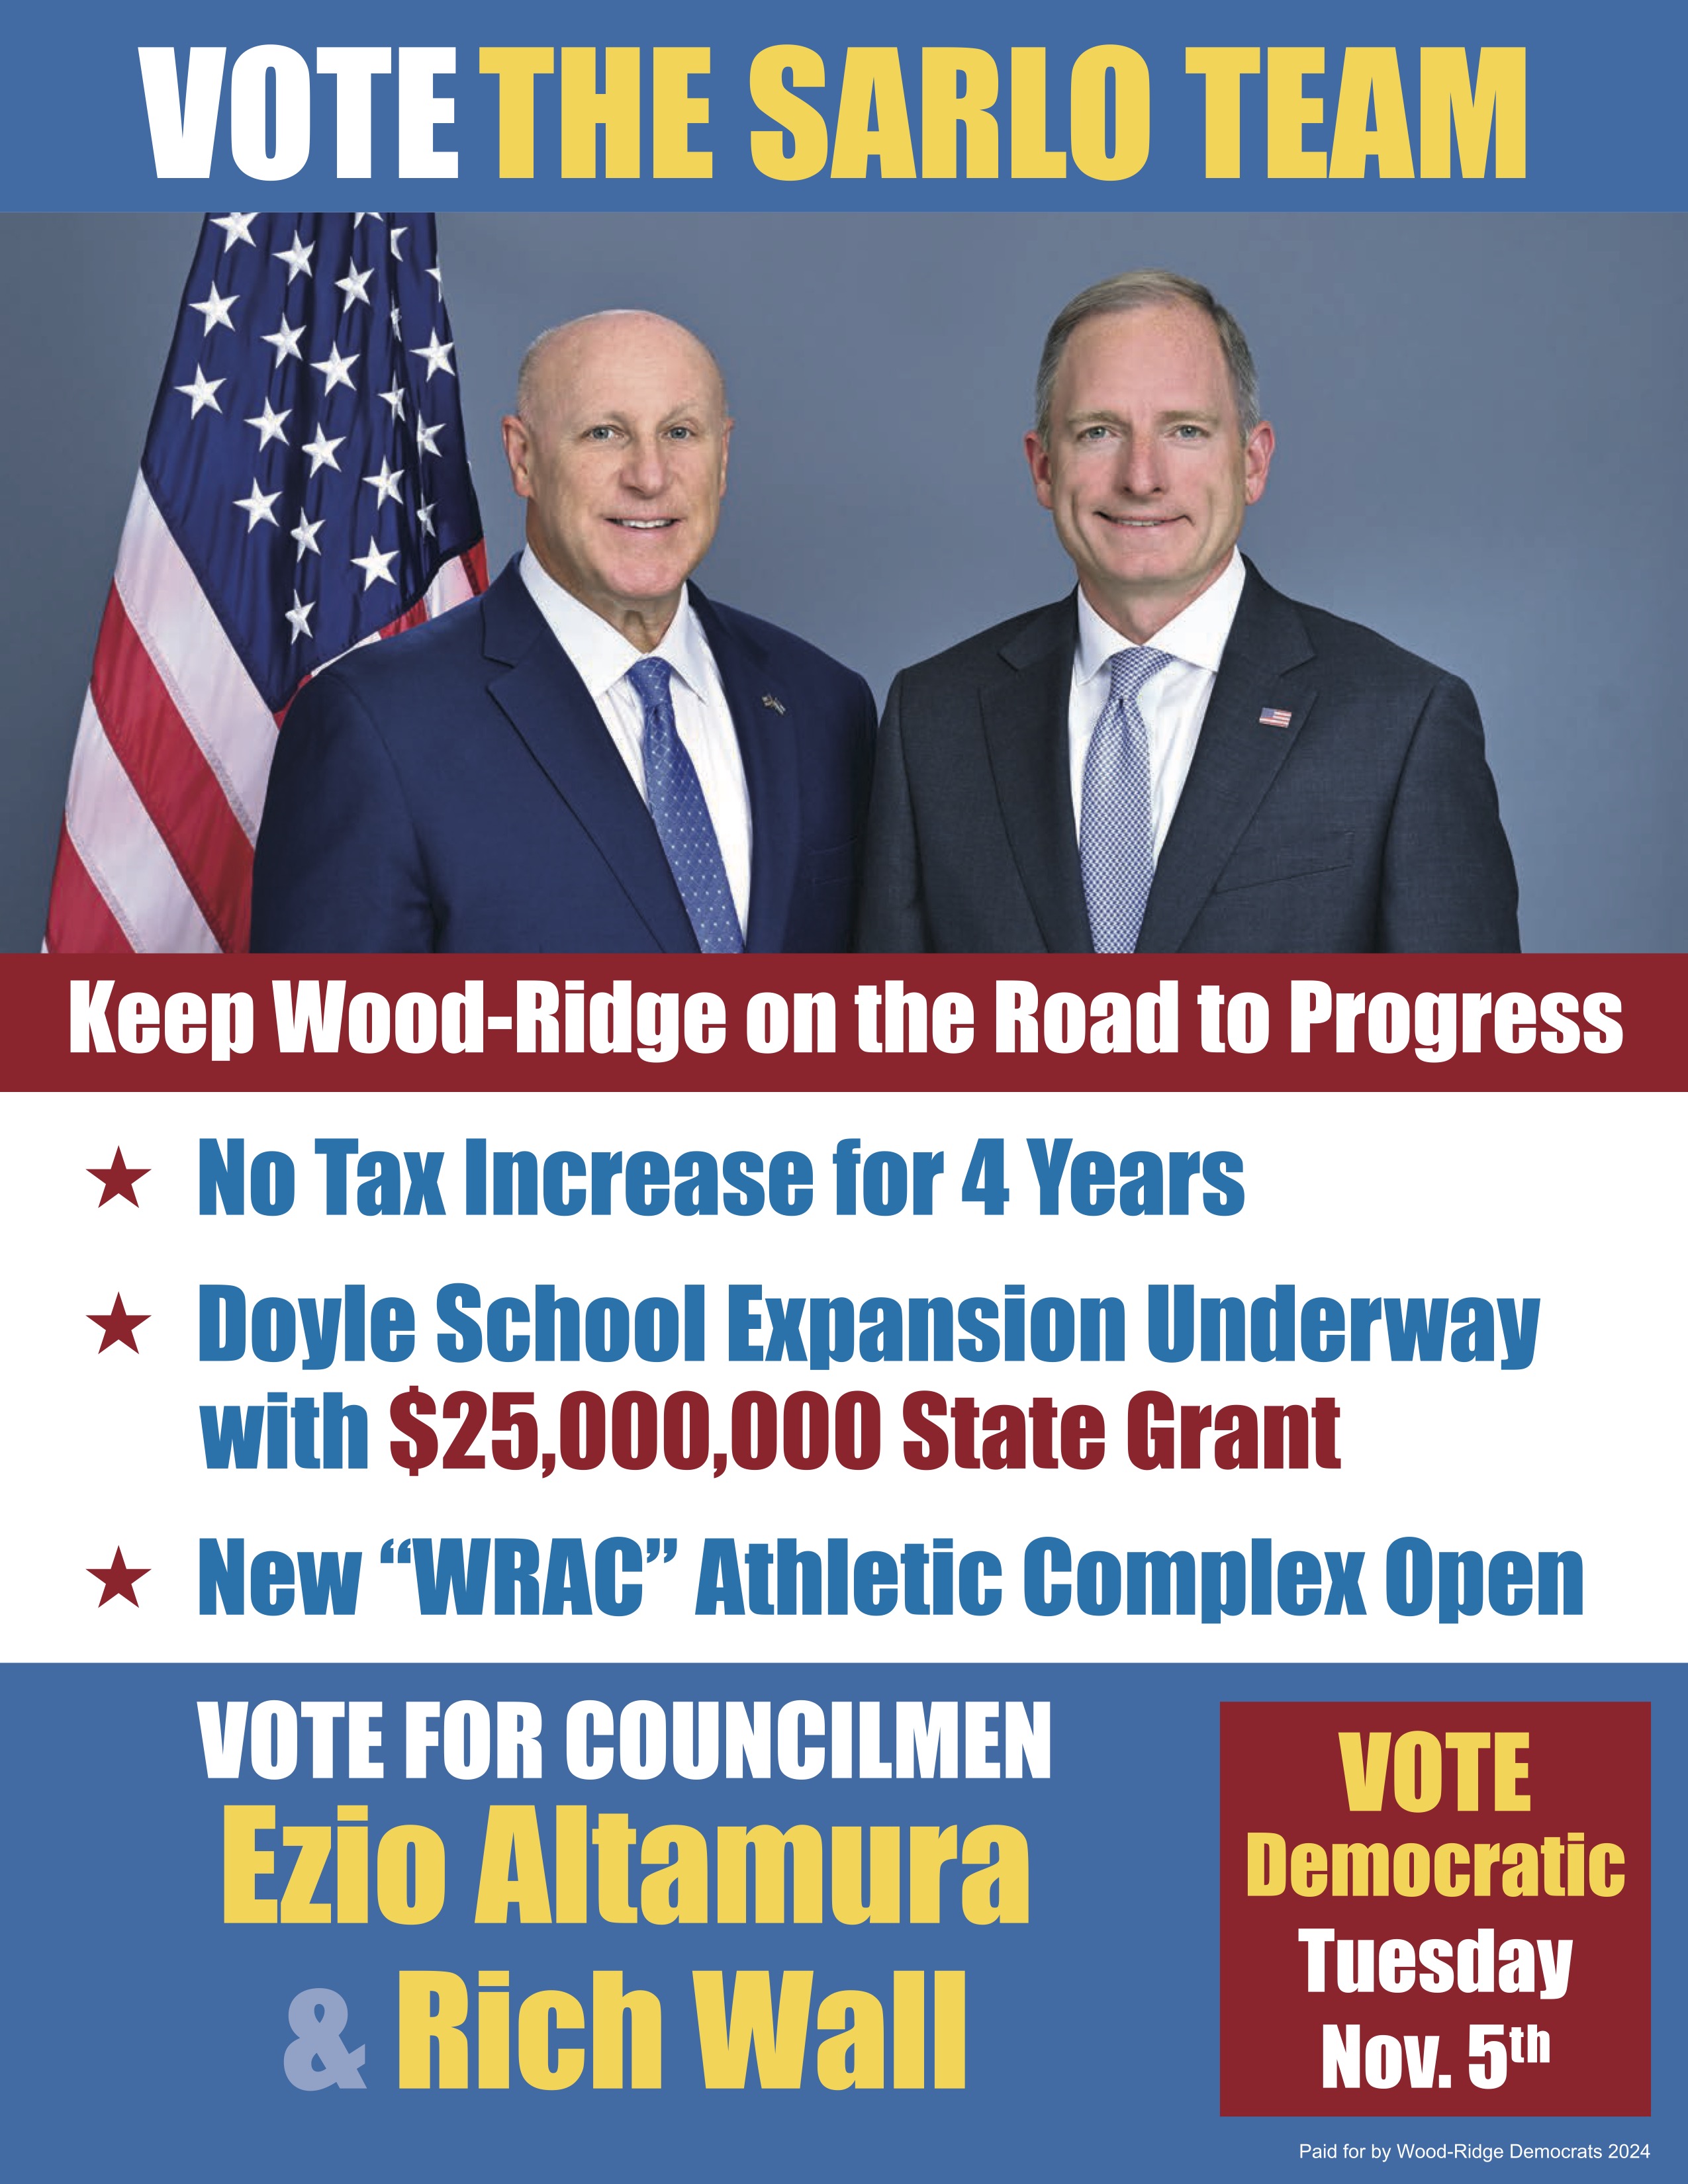 VOTE THE SARLO TEAM
Keep Wood-Ridge on the Road to Progress
No Tax Increase for 4 Years
Doyle School Expansion Underway
with $25,000,000 State Grant
New “WRAC” Athletic Complex Open
VOTE FOR COUNCILMEN
Ezio Altamura
& Rich Wall
VOTE
Democratic
Tuesday
Nov. 5th
Paid for by Wood-Ridge Democrats 2024